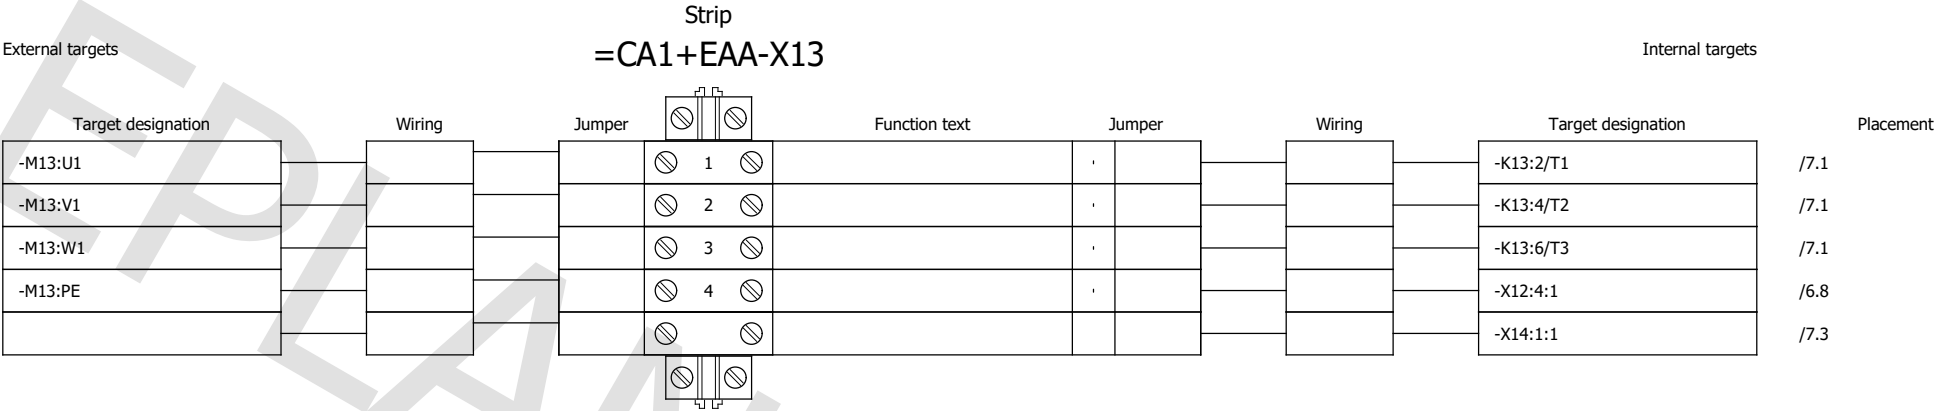 Strip
External targets =CA1+EAA-X13 Internal targets
Target designation Wiring Jumper Function text Jumper Wiring Target designation Placement
-M13:U1 1 -K13:2/T1 /7.1
-M13:V1 2 -K13:4/T2 /7.1
-M13:W1 3 -K13:6/T3 /7.1
-M13:PE 4 -X12:4:1 /6.8
-X14:1:1 /7.3
EPLAN